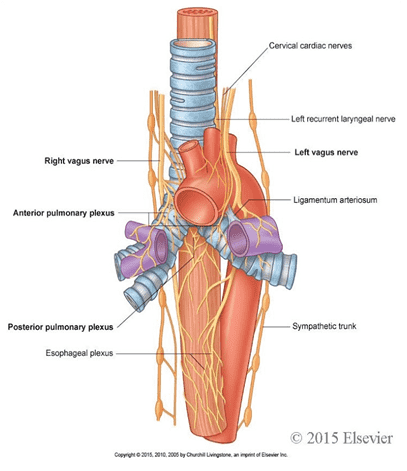 Cervical cardiac nerves
Left recurrent laryngeal nerve
Right vagus nerve
Left vagus nerve
Ligamentum arteriosum
Anterior pulmonary plexus
Posterior pulmonary plexus
Sympathetic trunk
Esophageal plexus
© 2015 Elsevier
Copyright © 2015, 2010, 2005 by Churchill Livingstone, an imprint of Elsevier Inc.